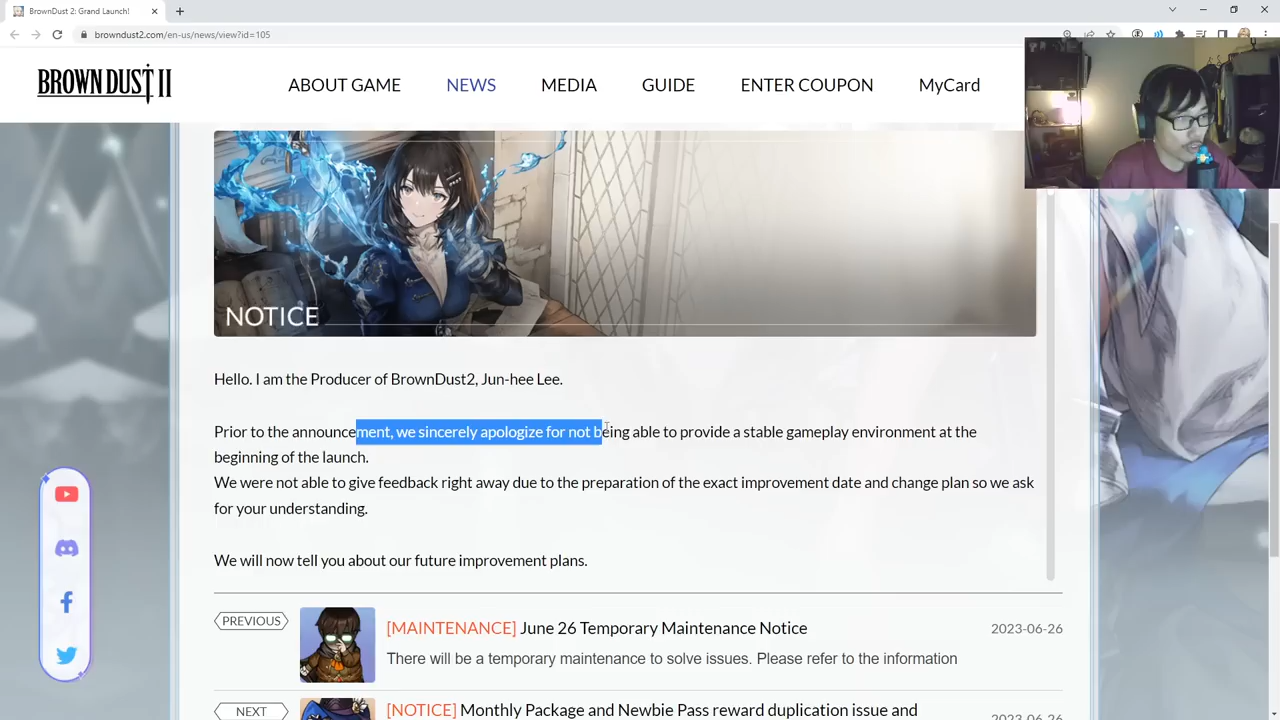 BrownDust 2: Grand Launch!
browndust2.com/en-us/news/view?id=105
BROWN DUST II
ABOUT GAME
NEWS
MEDIA
GUIDE
ENTER COUPON
MyCard
NOTICE
Hello. I am the Producer of BrownDust2, Jun-hee Lee.
Prior to the announcement, we sincerely apologize for not being able to provide a stable gameplay environment at the
beginning of the launch.
We were not able to give feedback right away due to the preparation of the exact improvement date and change plan so we ask
for your understanding.
We will now tell you about our future improvement plans.
PREVIOUS
[MAINTENANCE] June 26 Temporary Maintenance Notice
2023-06-26
There will be a temporary maintenance to solve issues. Please refer to the information
NEXT
[NOTICE] Monthly Package and Newbie Pass reward duplication issue and
2023-06-26